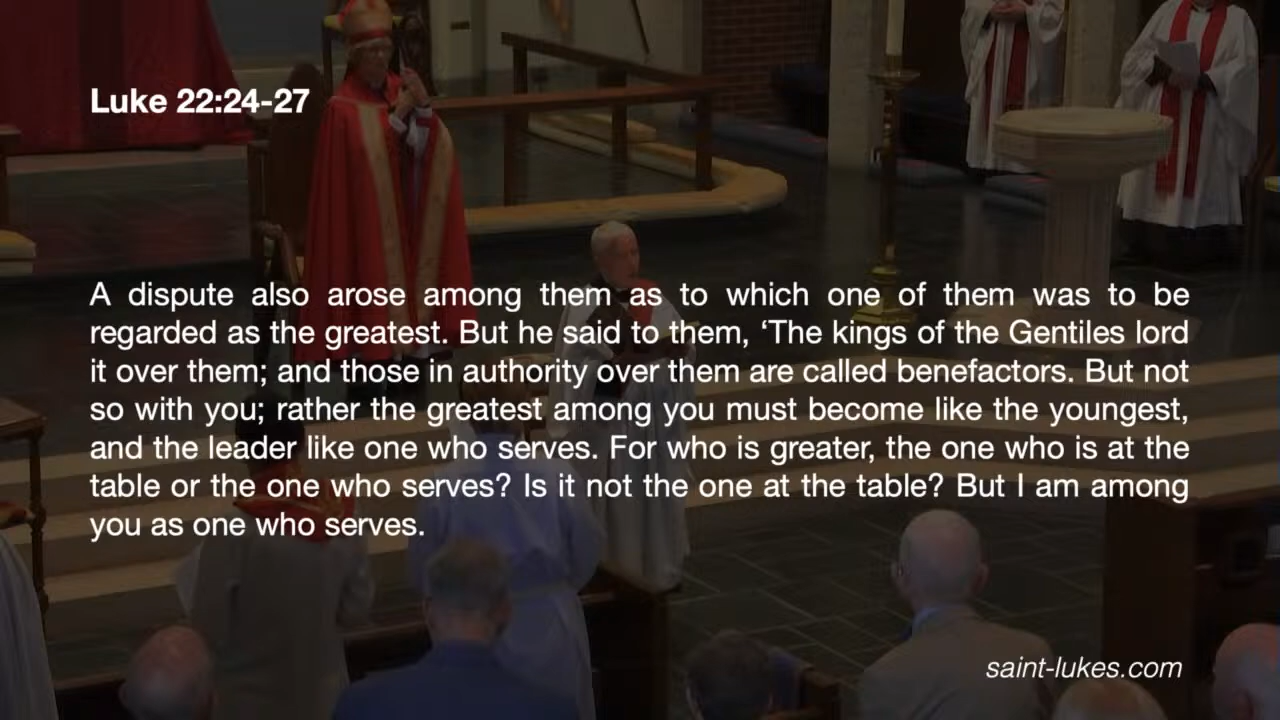 Luke 22:24-27
A dispute also arose among them as to which one of them was to be
regarded as the greatest. But he said to them, ‘The kings of the Gentiles lord
it over them; and those in authority over them are called benefactors. But not
so with you; rather the greatest among you must become like the youngest,
and the leader like one who serves. For who is greater, the one who is at the
table or the one who serves? Is it not the one at the table? But I am among
you as one who serves.
saint-lukes.com